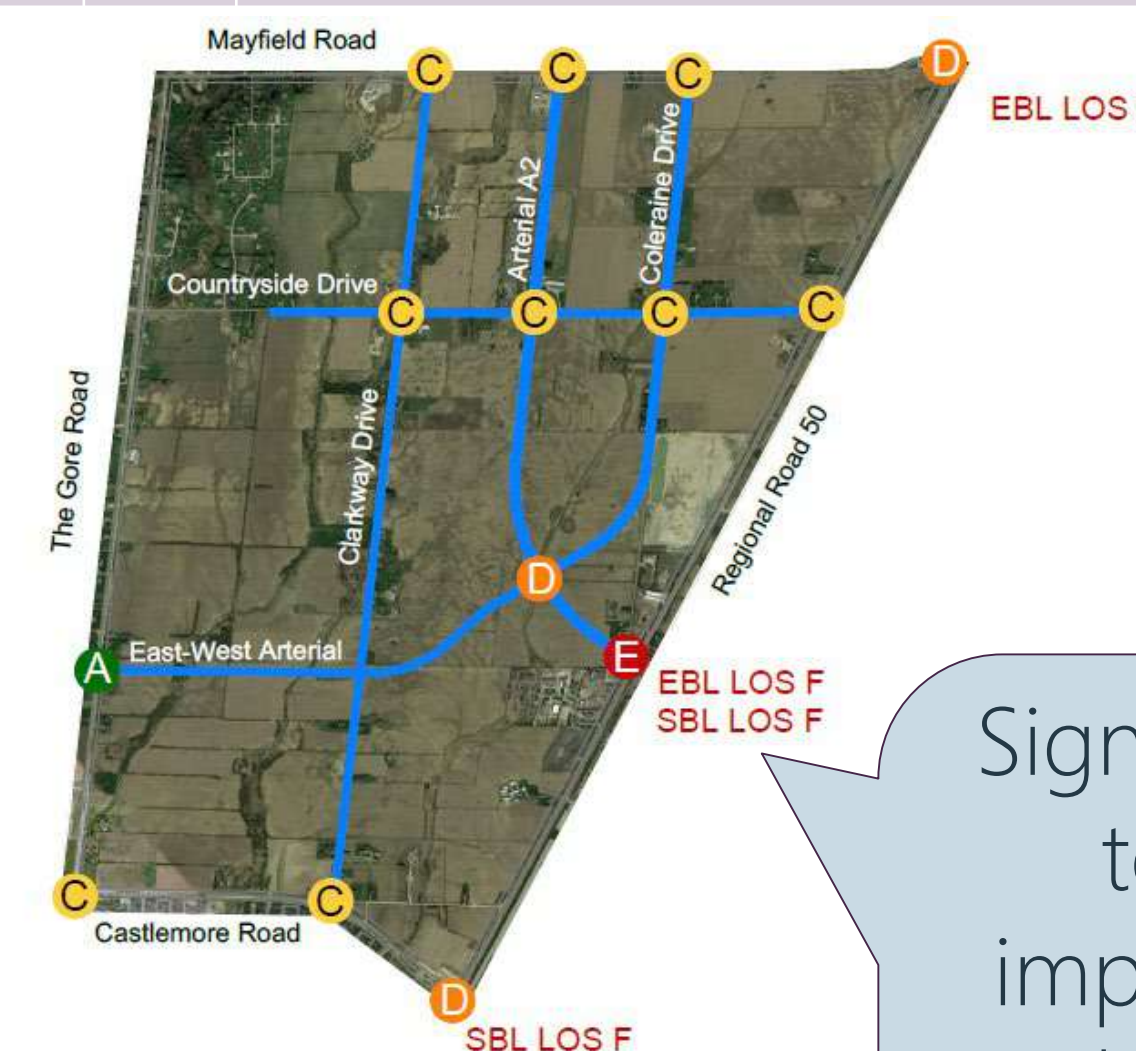 Mayfield Road
C
C
C
D
EBL LOS
Arterial A2
Coleraine Drive
Countryside Drive
C
C
C
C
The Gore Road
Clarkway Drive
Regional Road 50
D
East-West Arterial
A
E
EBL LOS F
SBL LOS F
Sign
imp
C
C
Castlemore Road
D
SBL LOS F